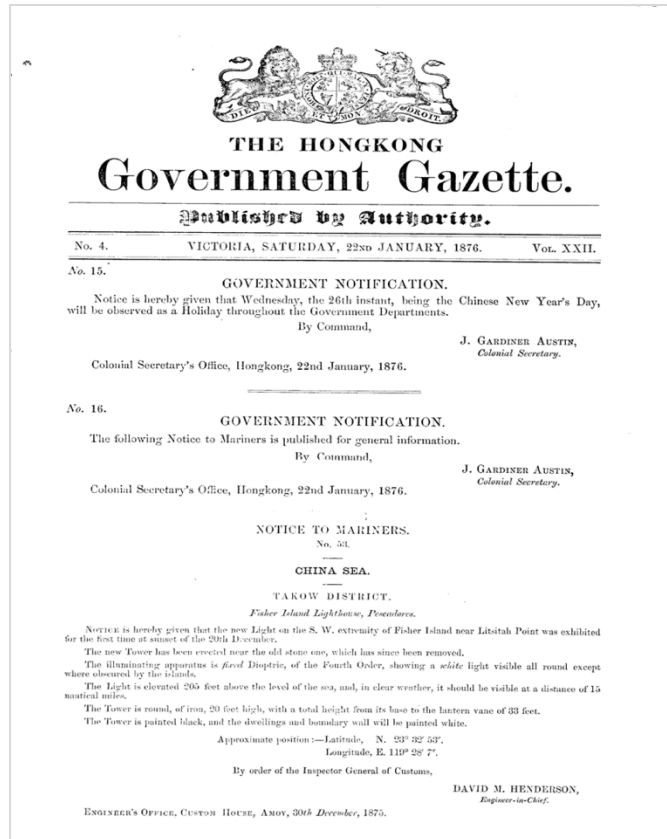 DIEU ET MON DROIT.
THE HONGKONG
Government Gazette.
Published by Authority.
No. 4. VICTORIA, SATURDAY, 22ND JANUARY, 1876. VOL. XXII.
No. 15.
GOVERNMENT NOTIFICATION.
Notice is hereby given that Wednesday, the 26th instant, being the Chinese New Year's Day,
will be observed as a Holiday throughout the Government Departments.
By Command,
J. GARDINER AUSTIN,
Colonial Secretary.
Colonial Secretary's Office, Hongkong, 22nd January, 1876.
No. 16.
GOVERNMENT NOTIFICATION.
The following Notice to Mariners is published for general information.
By Command,
J. GARDINER AUSTIN,
Colonial Secretary.
Colonial Secretary's Office, Hongkong, 22nd January, 1876.
NOTICE TO MARINERS.
No. 53.
CHINA SEA.
TAKOW DISTRICT.
Fisher Island Lighthouse, Pescadores.
NOTICE is hereby given that the new Light on the S. W. extremity of Fisher Island near Litsitah Point was exhibited
for the first time at sunset of the 20th December.
The new Tower has been erected near the old stone one, which has since been removed.
The illuminating apparatus is fixed Dioptric, of the Fourth Order, showing a white light visible all round except
where obscured by the islands.
The Light is elevated 205 feet above the level of the sea, and, in clear weather, it should be visible at a distance of 15
nautical miles.
The Tower is round, of iron, 20 feet high, with a total height from its base to the lantern vane of 33 feet.
The Tower is painted black, and the dwellings and boundary wall will be painted white.
Approximate position :—Latitude, N. 23° 32' 53".
Longitude, E. 119° 28' 7".
By order of the Inspector General of Customs,
DAVID M. HENDERSON,
Engineer-in-Chief.
ENGINEER'S OFFICE, CUSTOM HOUSE, AMOY, 30th December, 1875.